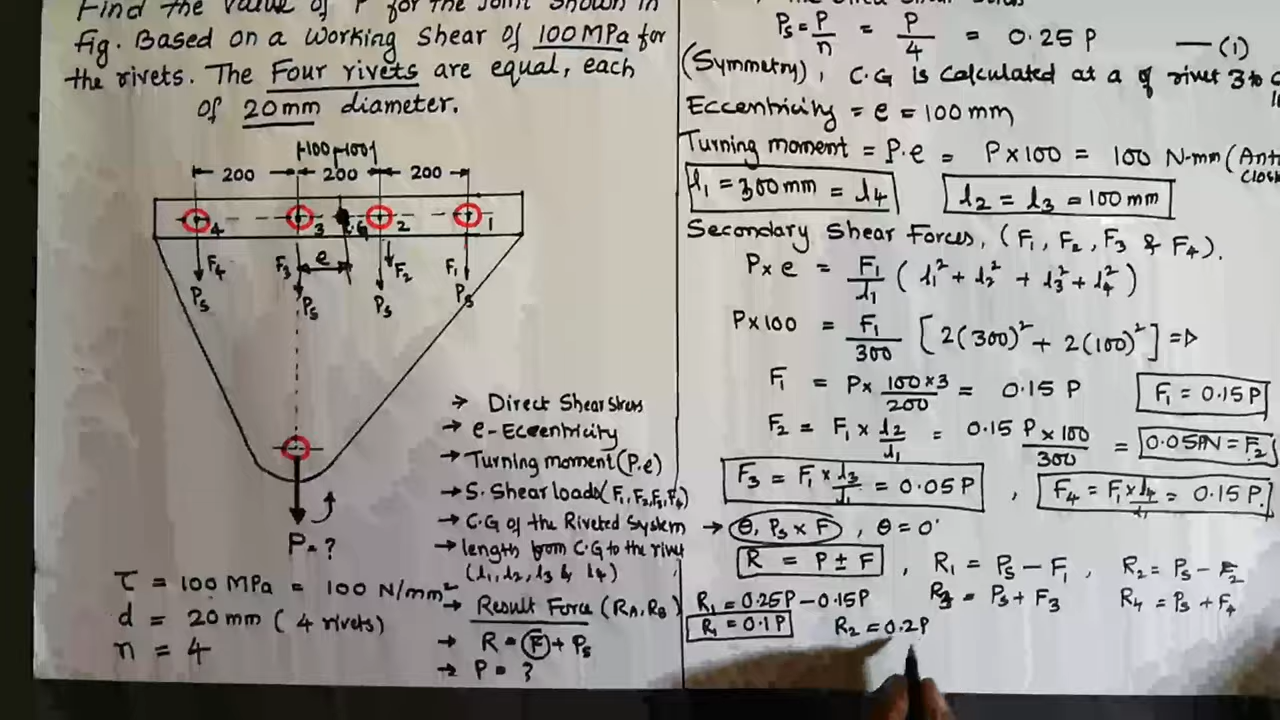 Find the value of P for the Joint Shown in
Fig. Based on a working Shear of 100 MPa for
the rivets. The Four rivets are equal, each
of 20mm diameter.
100 100
200 200 200
4 3 C.G 2 1
F4 F3 e F2 F1
Ps Ps Ps Ps
P = ?
→ Direct Shear Stress
→ e-Eccentricity
→ Turning moment (P.e)
→ S. Shear loads (F1, F2, F3, F4)
→ C.G of the Riveted System
→ length from C.G to the rivet
(l1, l2, l3 & l4)
→ Result Force (RA, RB)
→ R = F + Ps
→ P = ?
τ = 100 MPa = 100 N/mm²
d = 20 mm ( 4 rivets)
n = 4
Ps = P/n = P/4 = 0.25 P — (1)
(Symmetry), C.G is calculated at a of rivet 3 to
Eccentricity = e = 100 mm
Turning moment = P.e = P x 100 = 100 N-mm (Anti
Clos
l1 = 300 mm = l4
l2 = l3 = 100 mm
Secondary Shear Forces, (F1, F2, F3 & F4).
P x e = F1/l1 ( l1² + l2² + l3² + l4² )
P x 100 = F1/300 [ 2(300)² + 2(100)² ] =>
F1 = P x 100 x 3/200 = 0.15 P F1 = 0.15 P
F2 = F1 x l2/l1 = 0.15 P x 100/300 = 0.05 PN = F2
F3 = F1 x l3/l1 = 0.05 P , F4 = F1 x l4/l1 = 0.15 P.
→ θ, Ps x F , θ = 0°
R = P ± F , R1 = Ps - F1 , R2 = Ps - F2
R1 = 0.25P - 0.15P R3 = Ps + F3 R4 = Ps + F4
R1 = 0.1P R2 = 0.2P